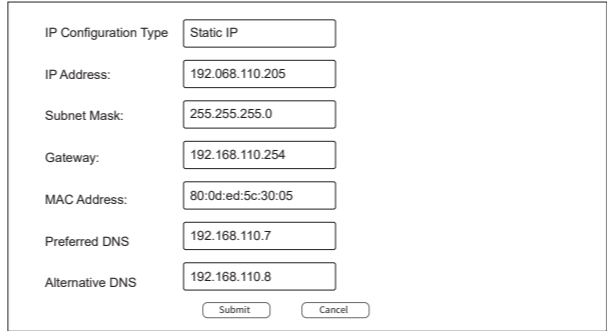 IP Configuration Type Static IP
IP Address: 192.068.110.205
Subnet Mask: 255.255.255.0
Gateway: 192.168.110.254
MAC Address: 80:0d:ed:5c:30:05
Preferred DNS 192.168.110.7
Alternative DNS 192.168.110.8
Submit Cancel